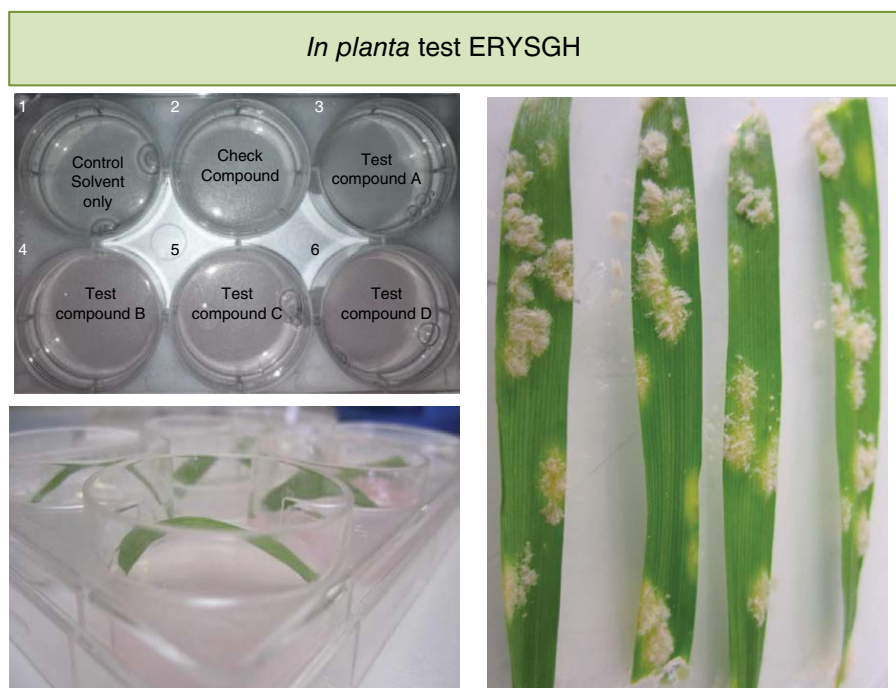 In planta test ERYSGH
1
2
3
Control
Solvent
only
Check
Compound
Test
compound A
4
5
6
Test
compound B
Test
compound C
Test
compound D